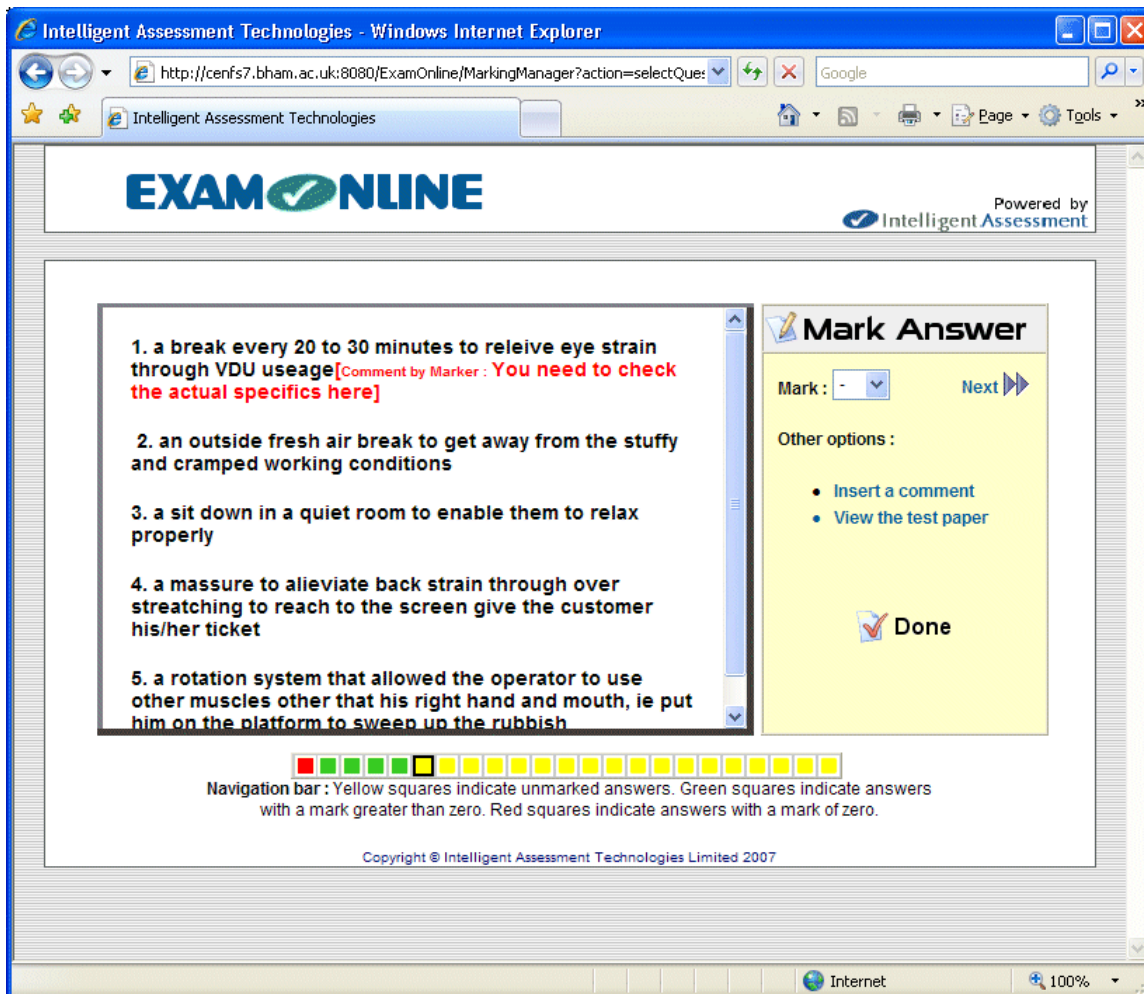 Intelligent Assessment Technologies - Windows Internet Explorer
http://cenfs7.bham.ac.uk:8080/ExamOnline/MarkingManager?action=selectQues
Google
Intelligent Assessment Technologies
Page
Tools
»
EXAM ONLINE
Powered by
Intelligent Assessment
1. a break every 20 to 30 minutes to releive eye strain
through VDU useage[Comment by Marker : You need to check
the actual specifics here]
2. an outside fresh air break to get away from the stuffy
and cramped working conditions
3. a sit down in a quiet room to enable them to relax
properly
4. a massure to alieviate back strain through over
streatching to reach to the screen give the customer
his/her ticket
5. a rotation system that allowed the operator to use
other muscles other that his right hand and mouth, ie put
him on the platform to sweep up the rubbish
Mark Answer
Mark : -
Next
Other options :
• Insert a comment
• View the test paper
Done
Navigation bar : Yellow squares indicate unmarked answers. Green squares indicate answers
with a mark greater than zero. Red squares indicate answers with a mark of zero.
Copyright © Intelligent Assessment Technologies Limited 2007
Internet
100%